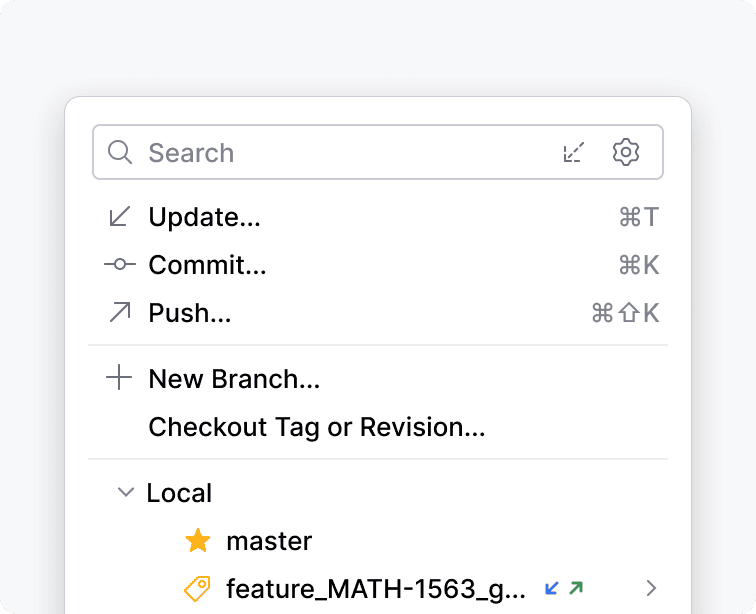 Search
Update... ⌘T
Commit... ⌘K
Push... ⌘⇧K
New Branch...
Checkout Tag or Revision...
Local
master
feature_MATH-1563_g...